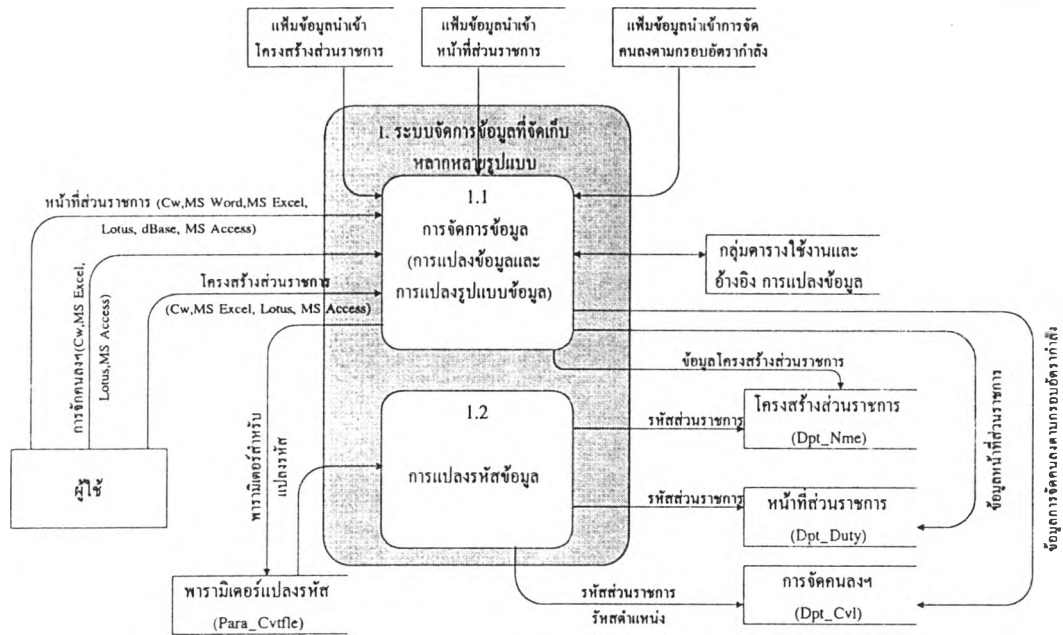 แฟ้มข้อมูลนำเข้า
โครงสร้างส่วนราชการ
แฟ้มข้อมูลนำเข้า
หน้าที่ส่วนราชการ
แฟ้มข้อมูลนำเข้าการจัด
คนลงตามกรอบอัตรากำลัง
1. ระบบจัดการข้อมูลที่จัดเก็บ
หลากหลายรูปแบบ
1.1
การจัดการข้อมูล
(การแปลงข้อมูลและ
การแปลงรูปแบบข้อมูล)
หน้าที่ส่วนราชการ (Cw,MS Word,MS Excel,
Lotus, dBase, MS Access)
การจัดคนลงฯ(Cw,MS Excel,
Lotus,MS Access)
โครงสร้างส่วนราชการ
(Cw,MS Excel, Lotus, MS Access)
กลุ่มตารางใช้งานและ
อ้างอิง การแปลงข้อมูล
ข้อมูลโครงสร้างส่วนราชการ
1.2
การแปลงรหัสข้อมูล
รหัสส่วนราชการ
โครงสร้างส่วนราชการ
(Dpt_Nme)
รหัสส่วนราชการ
หน้าที่ส่วนราชการ
(Dpt_Duty)
ข้อมูลหน้าที่ส่วนราชการ
ข้อมูลการจัดคนลงตามกรอบอัตรากำลัง
ผู้ใช้
พารามิเตอร์สำหรับ
แปลงรหัส
พารามิเตอร์แปลงรหัส
(Para_Cvtfle)
รหัสส่วนราชการ
รหัสตำแหน่ง
การจัดคนลงฯ
(Dpt_Cvl)